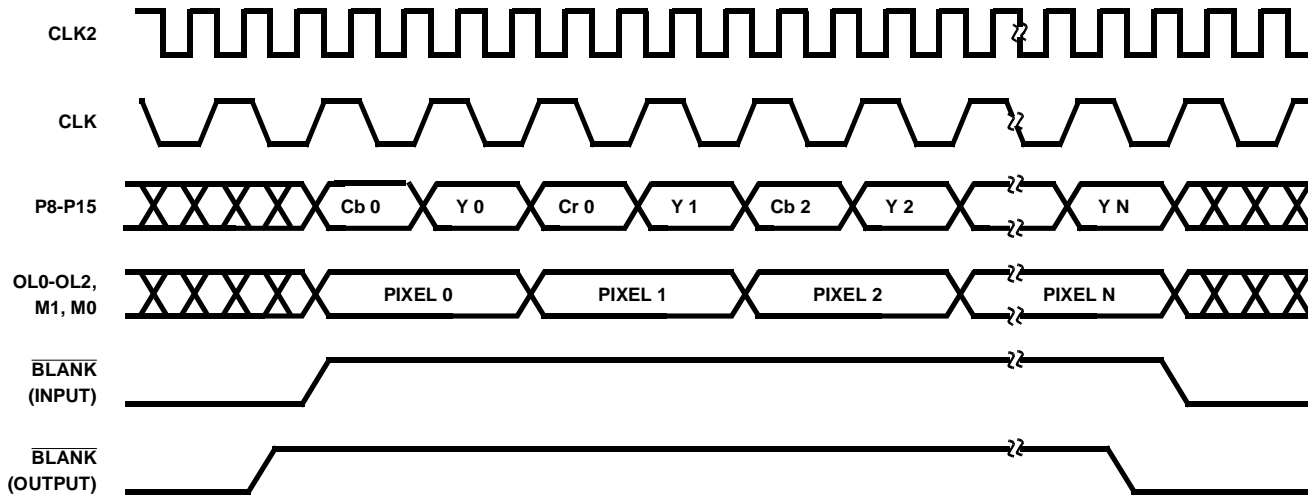 CLK2
CLK
P8-P15
Cb 0 Y 0 Cr 0 Y 1 Cb 2 Y 2 Y N
OL0-OL2,
M1, M0
PIXEL 0 PIXEL 1 PIXEL 2 PIXEL N
BLANK
(INPUT)
BLANK
(OUTPUT)